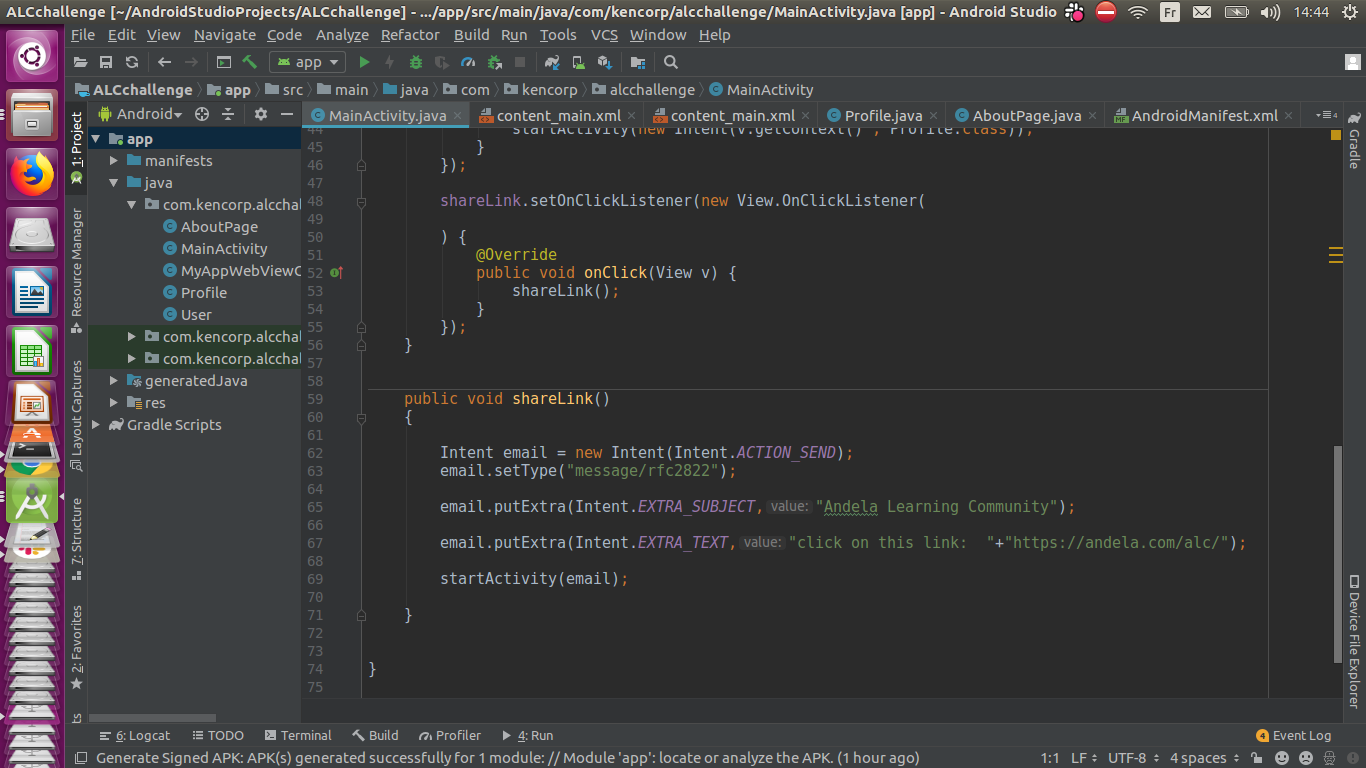 ALCchallenge [~/AndroidStudioProjects/ALCchallenge] - .../app/src/main/java/com/kencorp/alcchallenge/MainActivity.java [app] - Android Studio Fr 14:44
File Edit View Navigate Code Analyze Refactor Build Run Tools VCS Window Help
app
ALCchallenge app src main java com kencorp alcchallenge MainActivity
Android MainActivity.java content_main.xml content_main.xml Profile.java AboutPage.java AndroidManifest.xml 4
1: Project
Resource Manager
Layout Captures
7: Structure
2: Favorites
app
manifests
java
com.kencorp.alcchal
AboutPage
MainActivity
MyAppWebViewC
Profile
User
com.kencorp.alcchal
com.kencorp.alcchal
generatedJava
res
Gradle Scripts
44 startActivity(new Intent(v.getContext() , Profile.class));
45 }
46 });
47
48 shareLink.setOnClickListener(new View.OnClickListener(
49
50 ) {
51 @Override
52 public void onClick(View v) {
53 shareLink();
54 }
55 });
56 }
57
58
59 public void shareLink()
60 {
61
62 Intent email = new Intent(Intent.ACTION_SEND);
63 email.setType("message/rfc2822");
64
65 email.putExtra(Intent.EXTRA_SUBJECT, value: "Andela Learning Community");
66
67 email.putExtra(Intent.EXTRA_TEXT, value: "click on this link:  "+"https://andela.com/alc/");
68
69 startActivity(email);
70
71 }
72
73
74 }
75
Gradle
Device File Explorer
6: Logcat TODO Terminal Build Profiler 4: Run 4 Event Log
Generate Signed APK: APK(s) generated successfully for 1 module: // Module 'app': locate or analyze the APK. (1 hour ago) 1:1 LF UTF-8 4 spaces